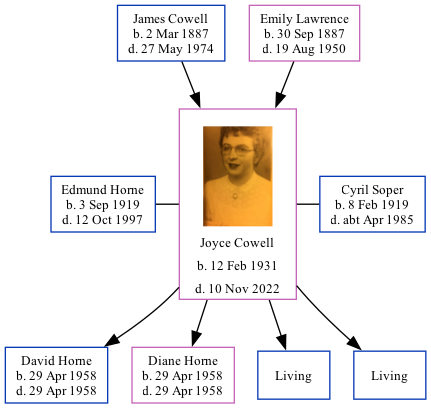 James Cowell
b. 2 Mar 1887
d. 27 May 1974
Emily Lawrence
b. 30 Sep 1887
d. 19 Aug 1950
Edmund Horne
b. 3 Sep 1919
d. 12 Oct 1997
Joyce Cowell
b. 12 Feb 1931
d. 10 Nov 2022
Cyril Soper
b. 8 Feb 1919
d. abt Apr 1985
David Horne
b. 29 Apr 1958
d. 29 Apr 1958
Diane Horne
b. 29 Apr 1958
d. 29 Apr 1958
Living
Living